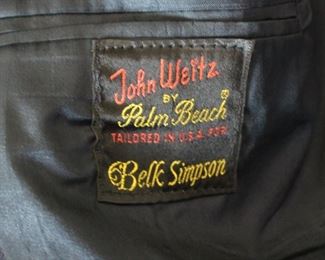 John Weitz
BY
Palm Beach®
TAILORED IN U.S.A. FOR
Belk Simpson